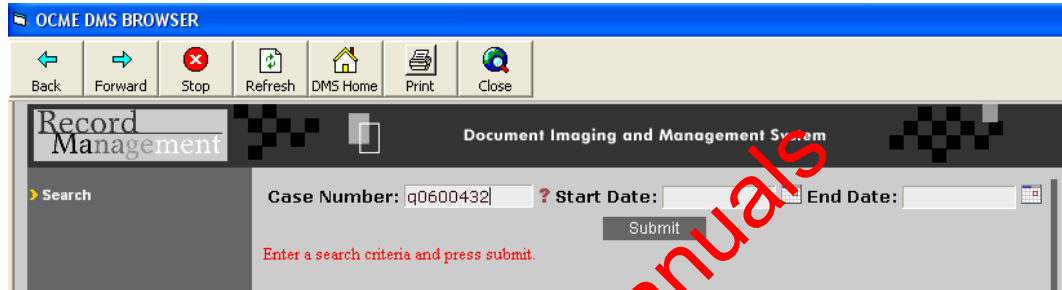 OCME DMS BROWSER
Back Forward Stop Refresh DMS Home Print Close
Record Management
Document Imaging and Management System
Search
Case Number: q0600432 ? Start Date: End Date:
Submit
Enter a search criteria and press submit.